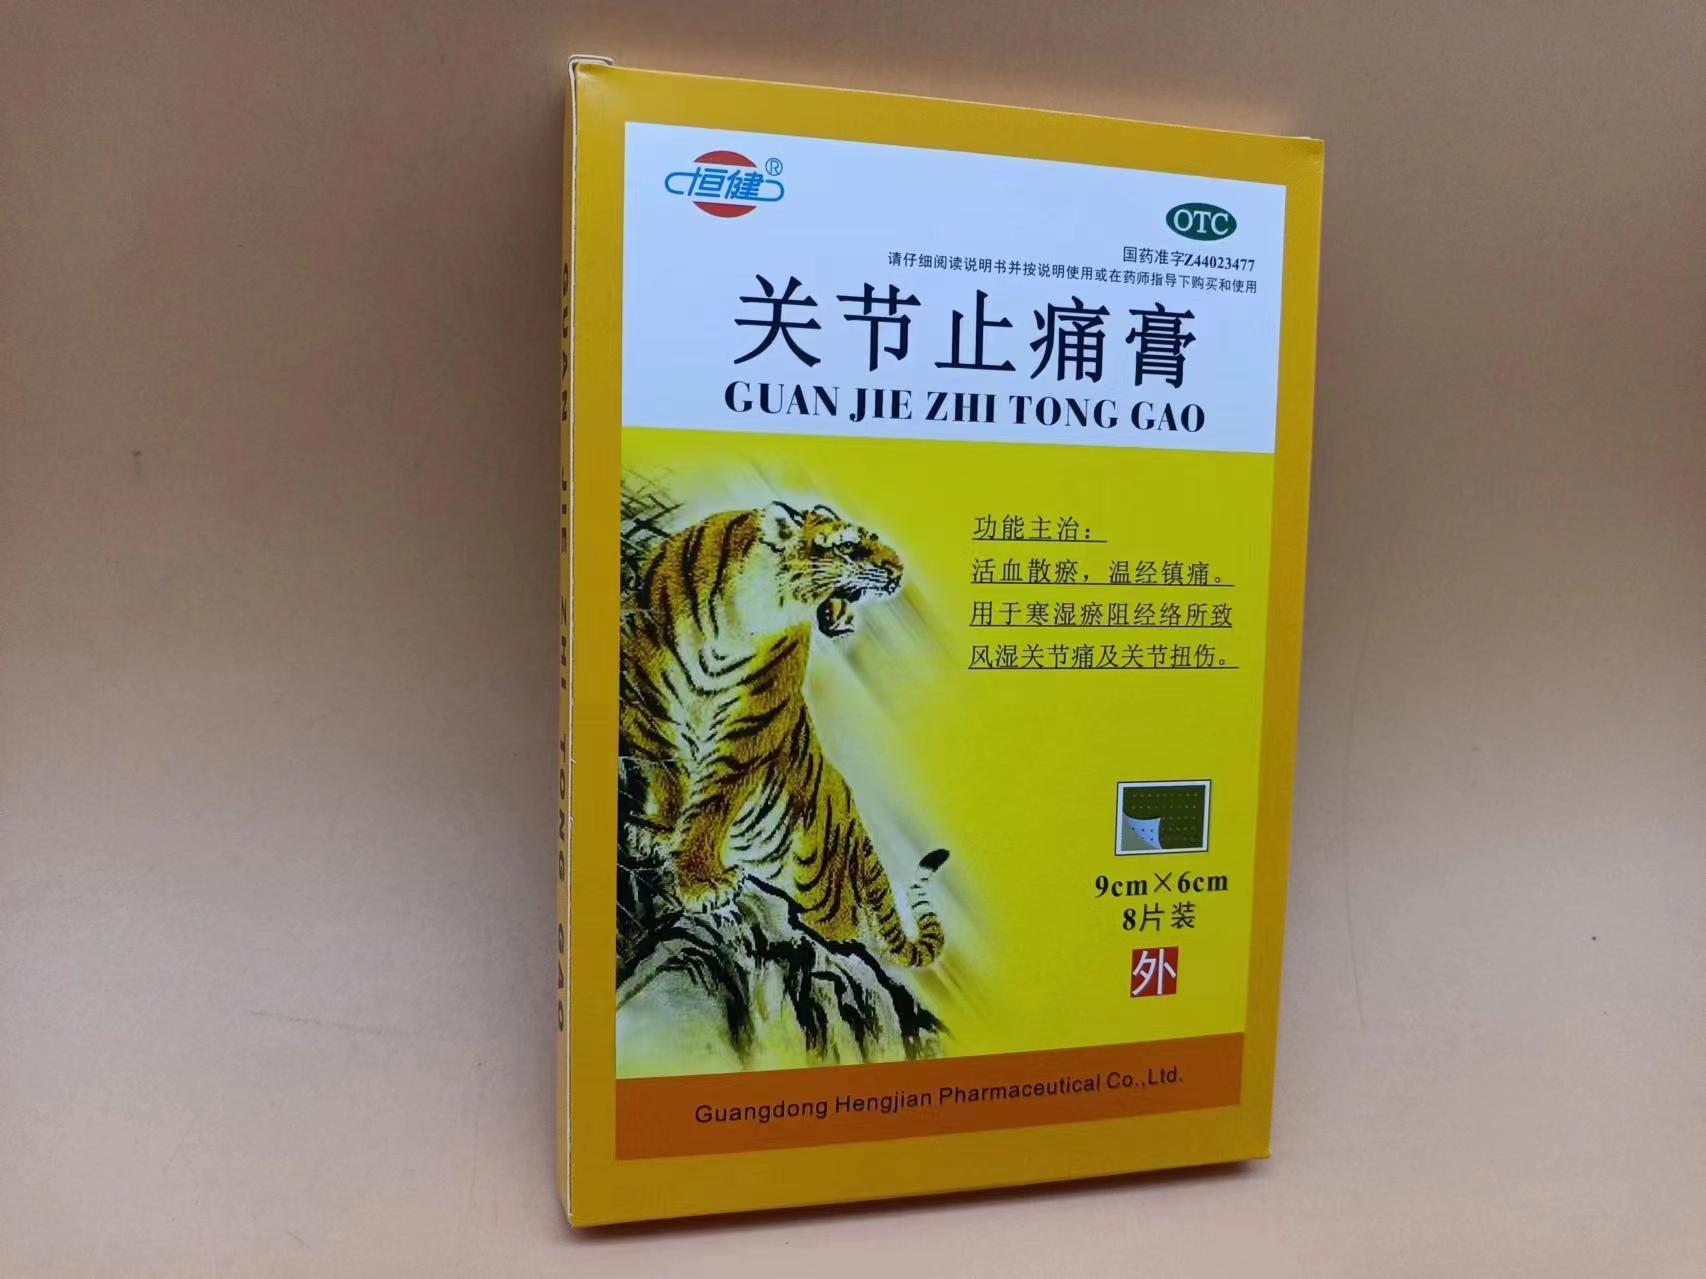 恒健®
OTC
国药准字Z44023477
请仔细阅读说明书并按说明使用或在药师指导下购买和使用
关节止痛膏
GUAN JIE ZHI TONG GAO
功能主治：
活血散瘀，温经镇痛。
用于寒湿瘀阻经络所致
风湿关节痛及关节扭伤。
9cm×6cm
8片装
外
Guangdong Hengjian Pharmaceutical Co.,Ltd.
GUAN JIE ZHI TONG GAO